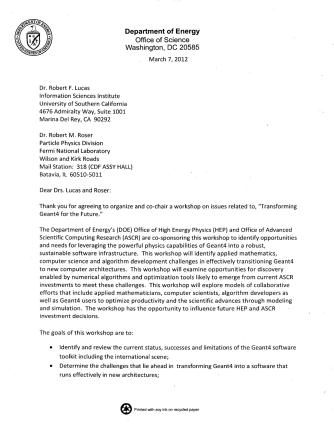 Department of Energy
Office of Science
Washington, DC 20585
March 7, 2012
Dr. Robert F. Lucas
Information Sciences Institute
University of Southern California
4676 Admiralty Way, Suite 1001
Marina Del Rey, CA 90292
Dr. Robert M. Roser
Particle Physics Division
Fermi National Laboratory
Wilson and Kirk Roads
Mail Station: 318 (CDF ASSY HALL)
Batavia, IL 60510-5011
Dear Drs. Lucas and Roser:
Thank you for agreeing to organize and co-chair a workshop on issues related to, "Transforming
Geant4 for the Future."
The Department of Energy's (DOE) Office of High Energy Physics (HEP) and Office of Advanced
Scientific Computing Research (ASCR) are co-sponsoring this workshop to identify opportunities
and needs for leveraging the powerful physics capabilities of Geant4 into a robust,
sustainable software infrastructure. This workshop will identify applied mathematics,
computer science and algorithm development challenges in effectively transitioning Geant4
to new computer architectures. This workshop will examine opportunities for discovery
enabled by numerical algorithms and optimization tools likely to emerge from current ASCR
investments to meet these challenges. This workshop will explore models of collaborative
efforts that include applied mathematicians, computer scientists, algorithm developers as
well as Geant4 users to optimize productivity and the scientific advances through modeling
and simulation. The workshop has the opportunity to influence future HEP and ASCR
investment decisions.
The goals of this workshop are to:
• Identify and review the current status, successes and limitations of the Geant4 software
toolkit including the international scene;
• Determine the challenges that lie ahead in transforming Geant4 into a software that
runs effectively in new architectures;
Printed with soy ink on recycled paper